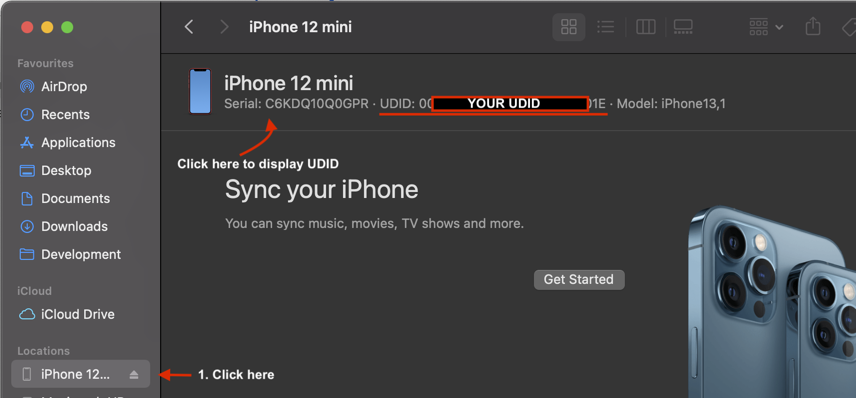 iPhone 12 mini
Favourites
AirDrop
Recents
Applications
Desktop
Documents
Downloads
Development
iCloud
iCloud Drive
Locations
iPhone 12...
iPhone 12 mini
Serial: C6KDQ10Q0GPR · UDID: 00 YOUR UDID 01E · Model: iPhone13,1
Click here to display UDID
Sync your iPhone
You can sync music, movies, TV shows and more.
Get Started
1. Click here